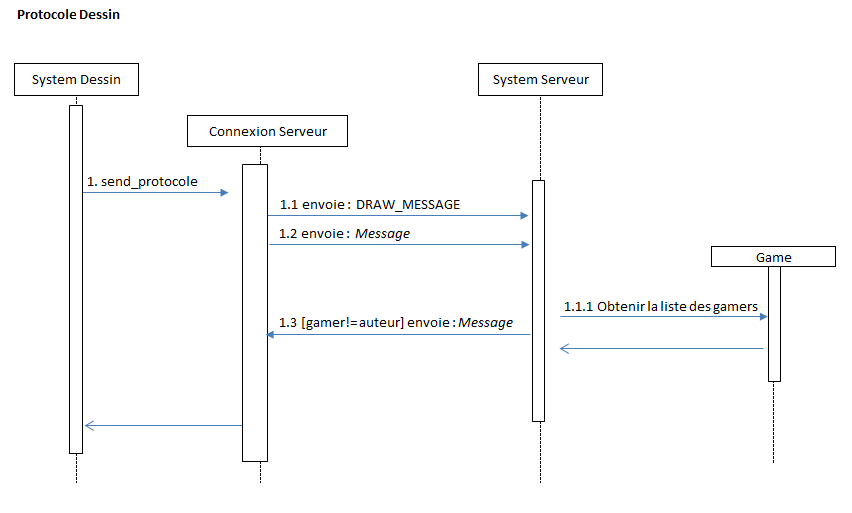 Protocole Dessin
System Dessin
System Serveur
Connexion Serveur
1. send_protocole
1.1 envoie : DRAW_MESSAGE
1.2 envoie : Message
Game
1.1.1 Obtenir la liste des gamers
1.3 [gamer!=auteur] envoie : Message